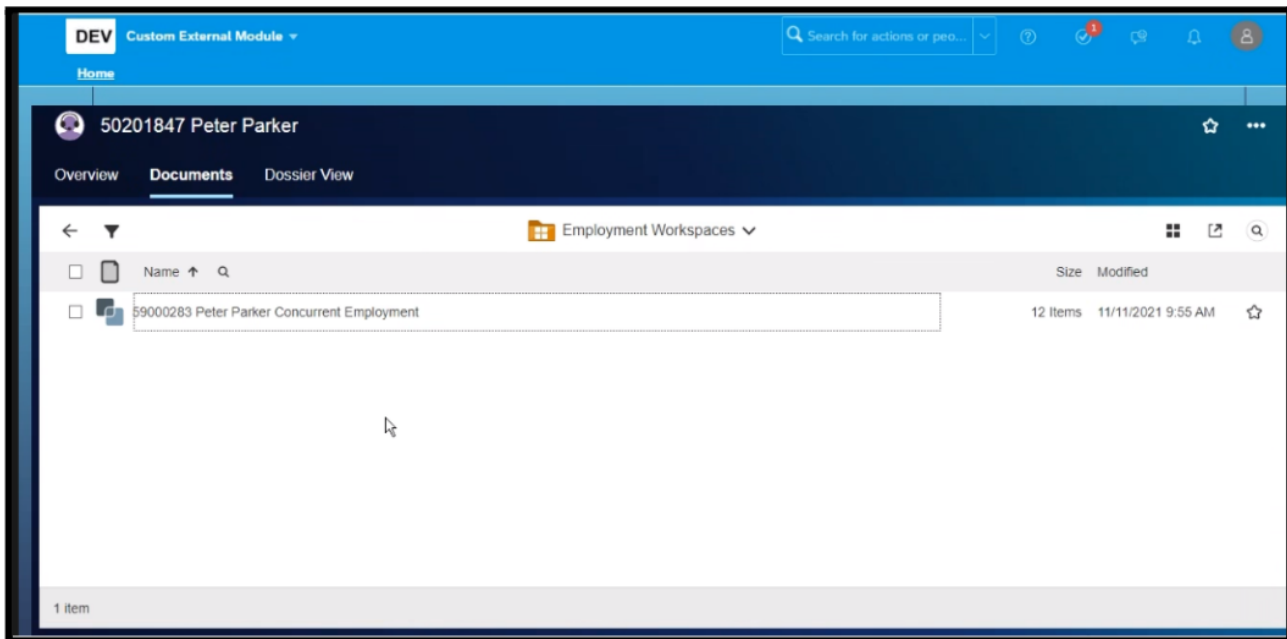 DEV Custom External Module Search for actions or peo... 1
Home
50201847 Peter Parker
Overview Documents Dossier View
Employment Workspaces
Name Size Modified
59000283 Peter Parker Concurrent Employment 12 Items 11/11/2021 9:55 AM
1 item